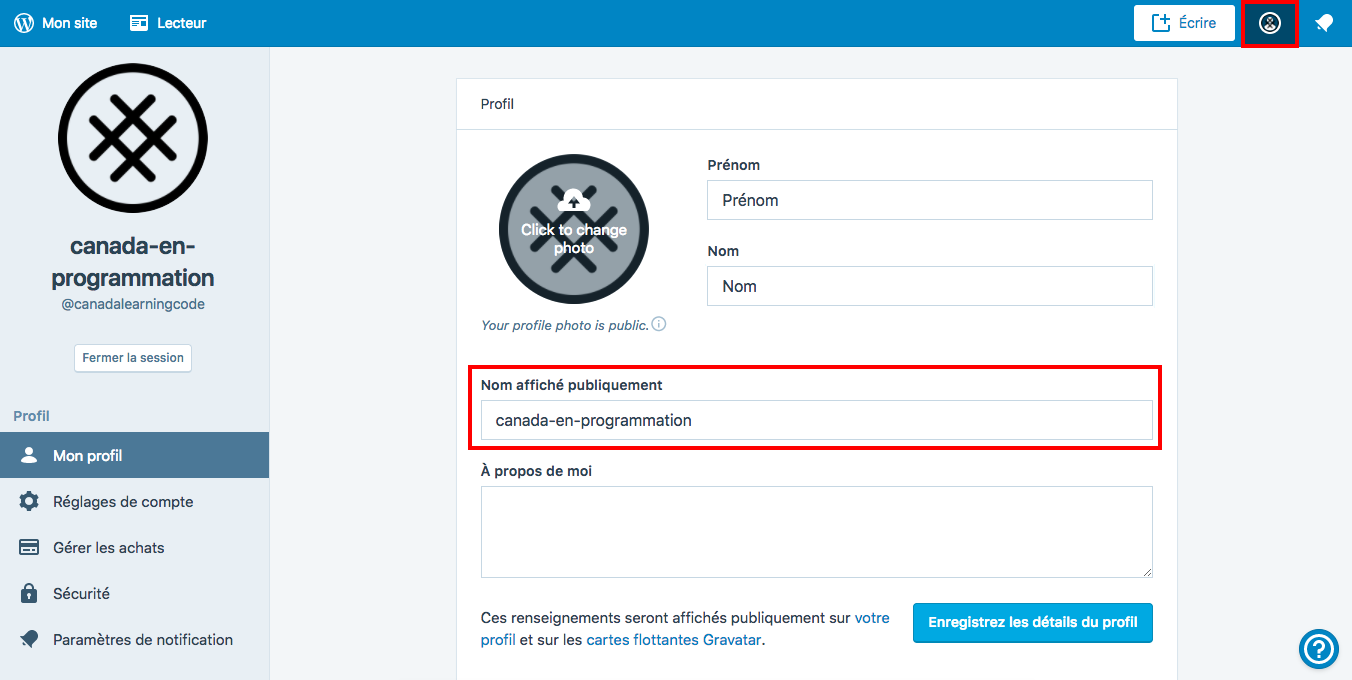 Mon site
Lecteur
Écrire
canada-en-
programmation
@canadalearningcode
Fermer la session
Profil
Mon profil
Réglages de compte
Gérer les achats
Sécurité
Paramètres de notification
Profil
Click to change
photo
Your profile photo is public.
Prénom
Prénom
Nom
Nom
Nom affiché publiquement
canada-en-programmation
À propos de moi
Ces renseignements seront affichés publiquement sur votre
profil et sur les cartes flottantes Gravatar.
Enregistrez les détails du profil